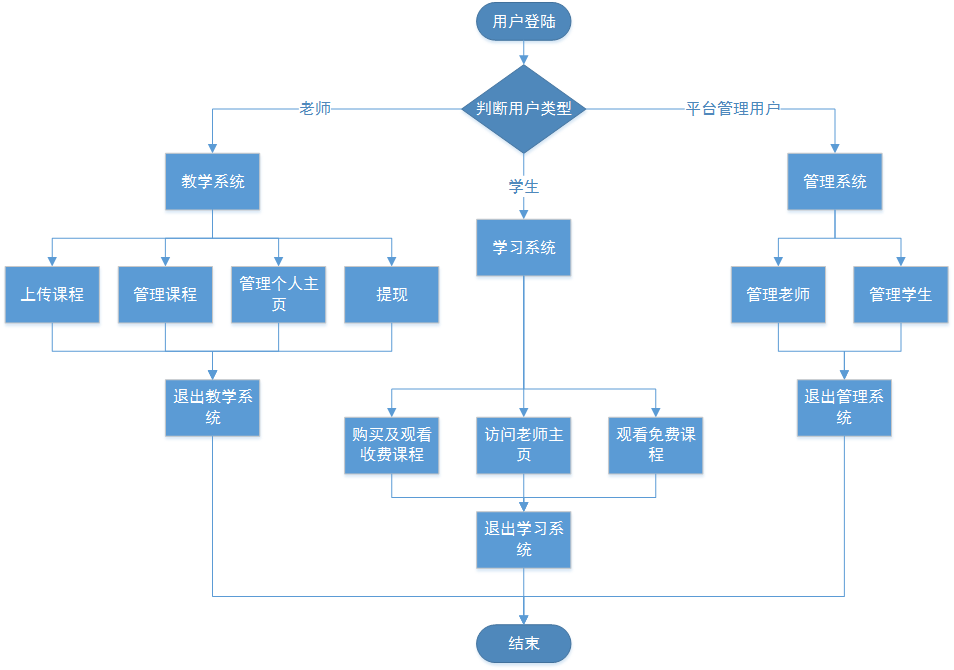 用户登陆
判断用户类型
老师
平台管理用户
学生
教学系统
管理系统
学习系统
上传课程
管理课程
管理个人主
页
提现
管理老师
管理学生
退出教学系
统
退出管理系
统
购买及观看
收费课程
访问老师主
页
观看免费课
程
退出学习系
统
结束